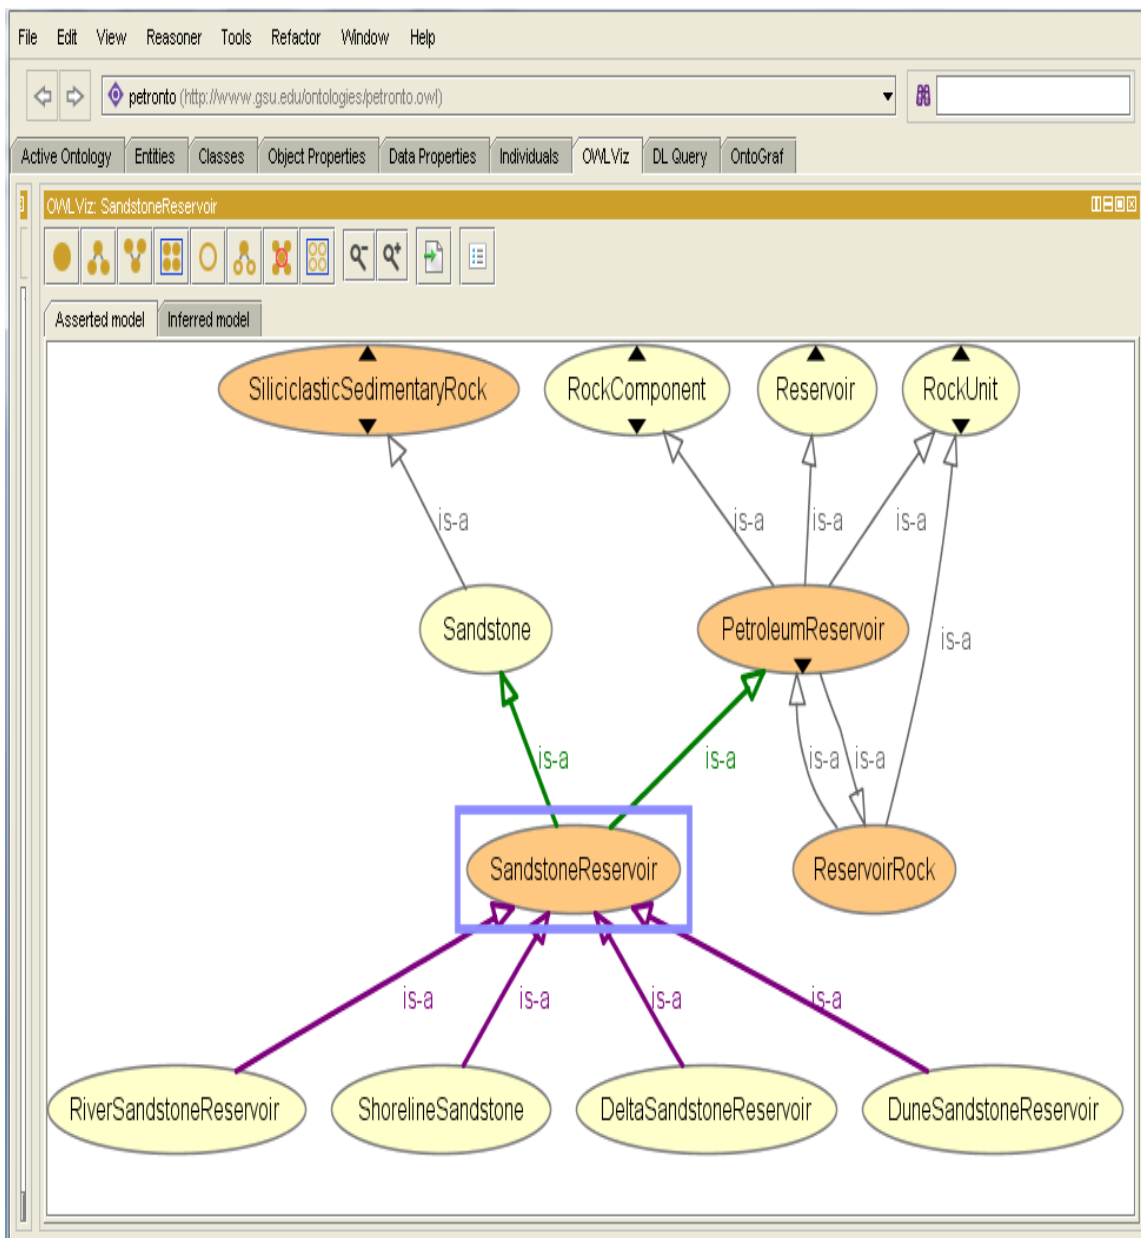 File Edit View Reasoner Tools Refactor Window Help
petronto (http://www.gsu.edu/ontologies/petronto.owl)
Active Ontology Entities Classes Object Properties Data Properties Individuals OWLViz DL Query OntoGraf
OWLViz: SandstoneReservoir
Asserted model Inferred model
SiliciclasticSedimentaryRock RockComponent Reservoir RockUnit
is-a is-a is-a is-a
Sandstone PetroleumReservoir is-a
is-a is-a is-a is-a
SandstoneReservoir ReservoirRock
is-a is-a is-a is-a
RiverSandstoneReservoir ShorelineSandstone DeltaSandstoneReservoir DuneSandstoneReservoir